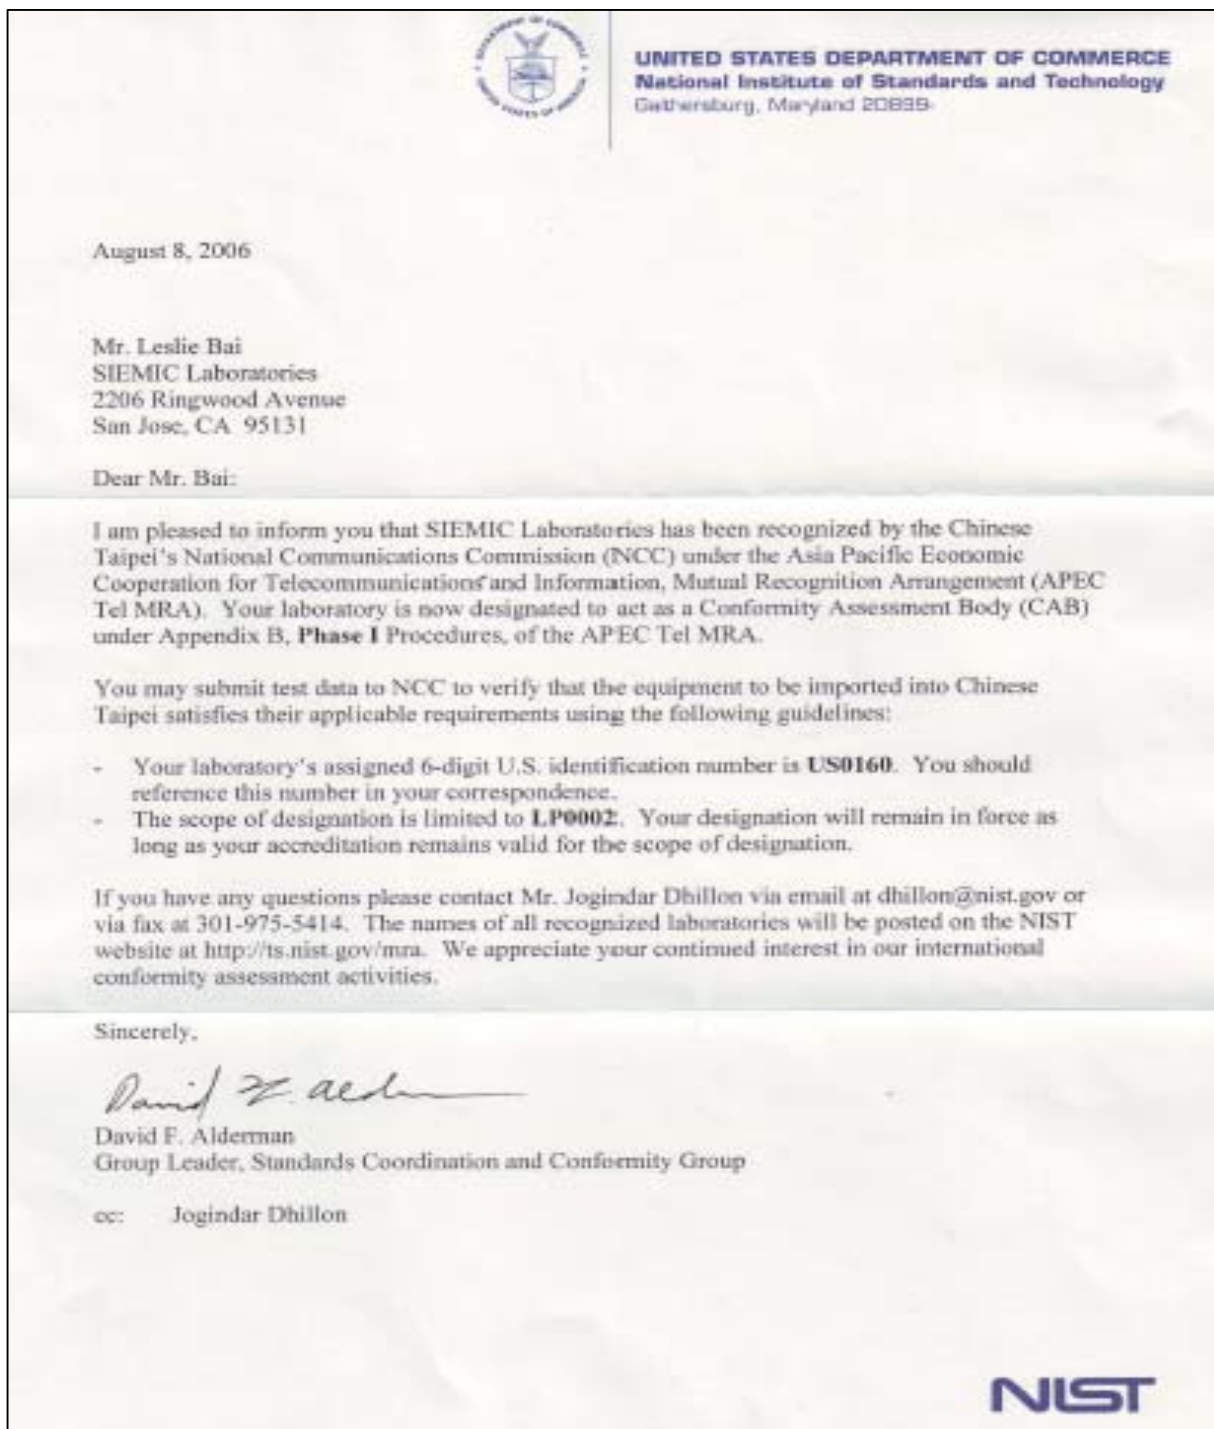 DEPARTMENT OF COMMERCE
UNITED STATES OF AMERICA
UNITED STATES DEPARTMENT OF COMMERCE
National Institute of Standards and Technology
Gaithersburg, Maryland 20899-
August 8, 2006
Mr. Leslie Bai
SIEMIC Laboratories
2206 Ringwood Avenue
San Jose, CA 95131
Dear Mr. Bai:
I am pleased to inform you that SIEMIC Laboratories has been recognized by the Chinese
Taipei's National Communications Commission (NCC) under the Asia Pacific Economic
Cooperation for Telecommunications and Information, Mutual Recognition Arrangement (APEC
Tel MRA). Your laboratory is now designated to act as a Conformity Assessment Body (CAB)
under Appendix B, Phase I Procedures, of the APEC Tel MRA.
You may submit test data to NCC to verify that the equipment to be imported into Chinese
Taipei satisfies their applicable requirements using the following guidelines:
- Your laboratory's assigned 6-digit U.S. identification number is US0160. You should
reference this number in your correspondence.
- The scope of designation is limited to LP0002. Your designation will remain in force as
long as your accreditation remains valid for the scope of designation.
If you have any questions please contact Mr. Jogindar Dhillon via email at dhillon@nist.gov or
via fax at 301-975-5414. The names of all recognized laboratories will be posted on the NIST
website at http://ts.nist.gov/mra. We appreciate your continued interest in our international
conformity assessment activities.
Sincerely,
David F. Alderman
David F. Alderman
Group Leader, Standards Coordination and Conformity Group
cc: Jogindar Dhillon
NIST